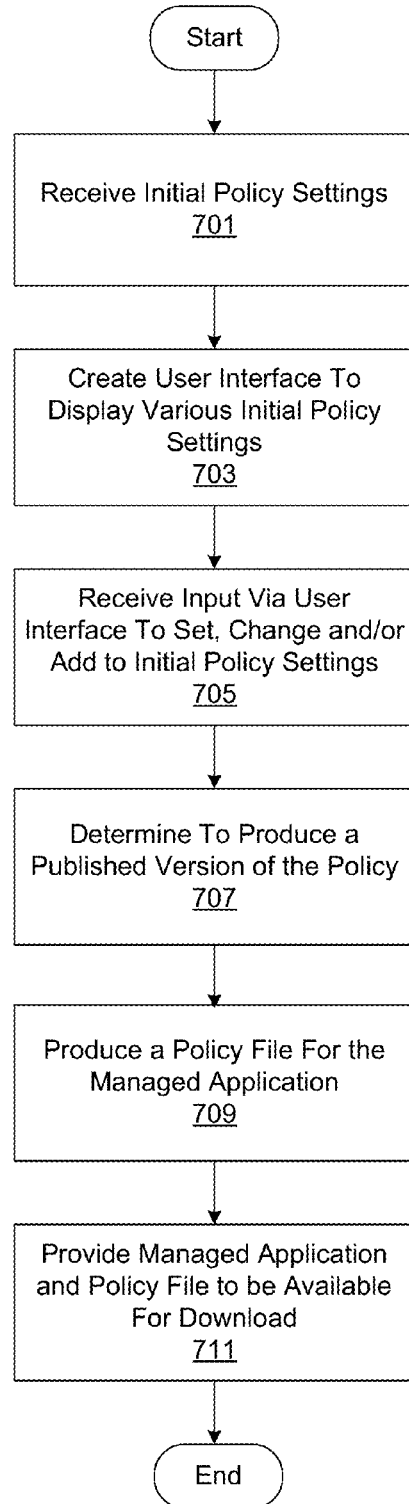 Start
Receive Initial Policy Settings
701
Create User Interface To
Display Various Initial Policy
Settings
703
Receive Input Via User
Interface To Set, Change and/or
Add to Initial Policy Settings
705
Determine To Produce a
Published Version of the Policy
707
Produce a Policy File For the
Managed Application
709
Provide Managed Application
and Policy File to be Available
For Download
711
End